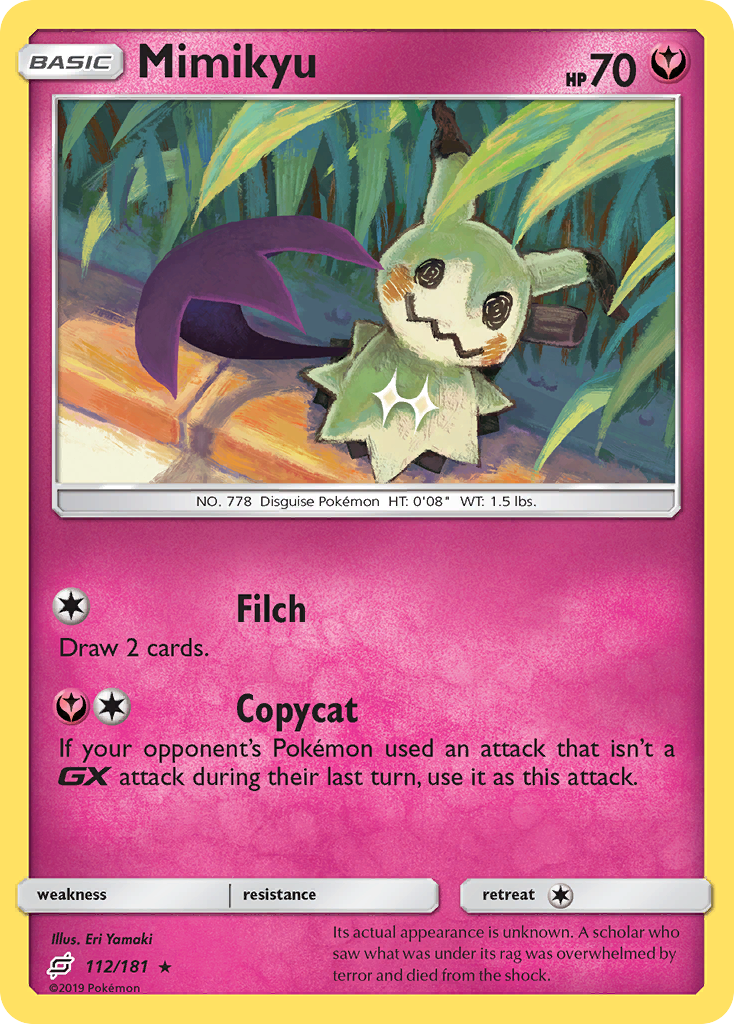 BASIC Mimikyu HP70
NO. 778 Disguise Pokémon HT: 0'08" WT: 1.5 lbs.
Filch
Draw 2 cards.
Copycat
If your opponent's Pokémon used an attack that isn't a
GX attack during their last turn, use it as this attack.
weakness resistance retreat
Illus. Eri Yamaki
112/181
©2019 Pokémon
Its actual appearance is unknown. A scholar who
saw what was under its rag was overwhelmed by
terror and died from the shock.